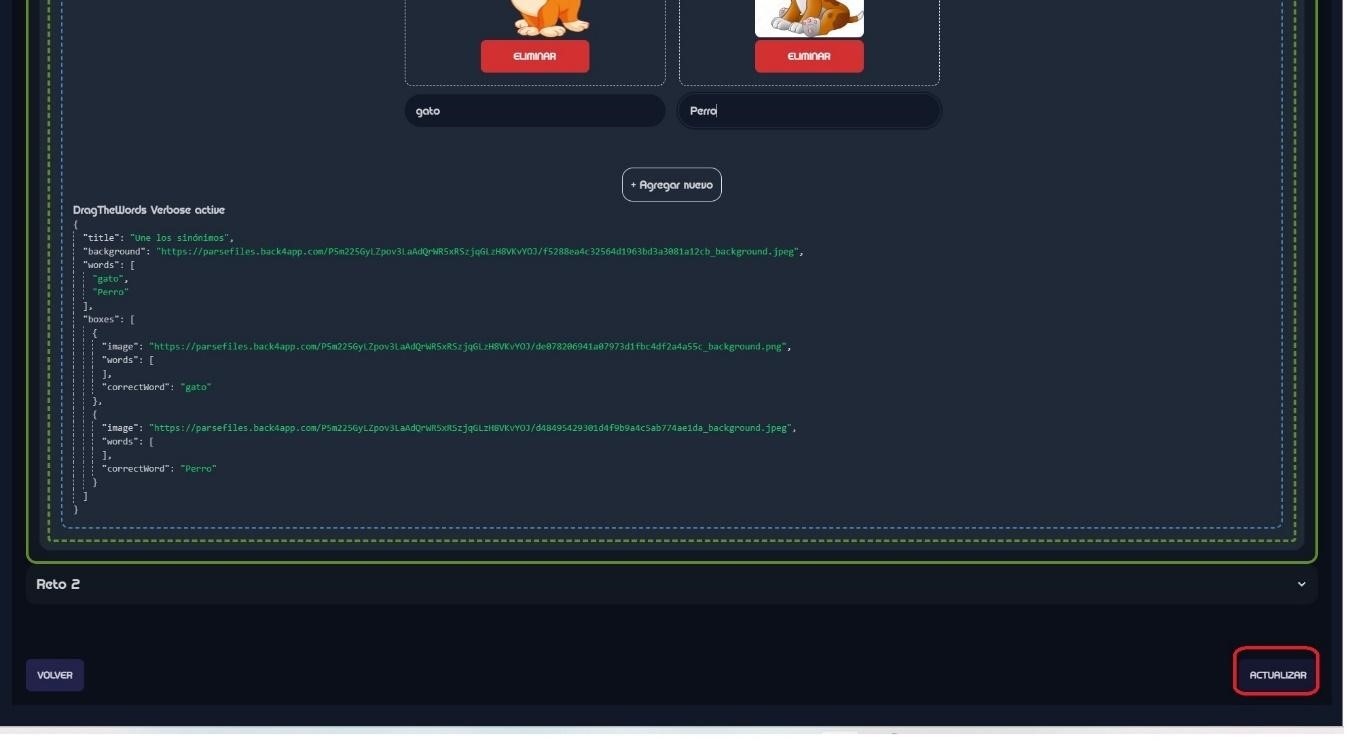 ELIMINAR ELIMINAR
gato Perro
+ Agregar nuevo
DragTheWords Verbose active
{
"title": "Une los sinónimos",
"background": "https://parsefiles.back4app.com/P5m225GyLZpov3LaAdQrWR5xRSzjqGLzH8VKvYOJ/f5288ea4c32564d1963bd3a3081a12cb_background.jpeg",
"words": [
"gato",
"Perro"
],
"boxes": [
{
"image": "https://parsefiles.back4app.com/P5m225GyLZpov3LaAdQrWR5xRSzjqGLzH8VKvYOJ/de078206941a07973d1fbc4df2a4a55c_background.png",
"words": [
],
"correctWord": "gato"
},
{
"image": "https://parsefiles.back4app.com/P5m225GyLZpov3LaAdQrWR5xRSzjqGLzH8VKvYOJ/d48495429301d4f9b9a4c5ab774ae1da_background.jpeg",
"words": [
],
"correctWord": "Perro"
}
]
}
Reto 2
VOLVER ACTUALIZAR